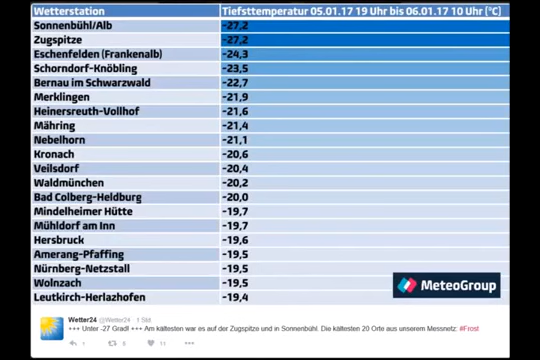 Wetterstation Tiefsttemperatur 05.01.17 19 Uhr bis 06.01.17 10 Uhr [°C]
Sonnenbühl/Alb -27,2
Zugspitze -27,2
Eschenfelden (Frankenalb) -24,3
Schorndorf-Knöbling -23,5
Bernau im Schwarzwald -22,7
Merklingen -21,9
Heinersreuth-Vollhof -21,6
Mähring -21,4
Nebelhorn -21,1
Kronach -20,6
Veilsdorf -20,4
Waldmünchen -20,2
Bad Colberg-Heldburg -20,0
Mindelheimer Hütte -19,7
Mühldorf am Inn -19,7
Hersbruck -19,6
Amerang-Pfaffing -19,5
Nürnberg-Netzstall -19,5
Wolnzach -19,5
Leutkirch-Herlazhofen -19,4
MeteoGroup
Wetter24 @Wetter24 · 1 Std.
+++ Unter -27 Grad! +++ Am kältesten war es auf der Zugspitze und in Sonnenbühl. Die kältesten 20 Orte aus unserem Messnetz: #Frost
1 6 11